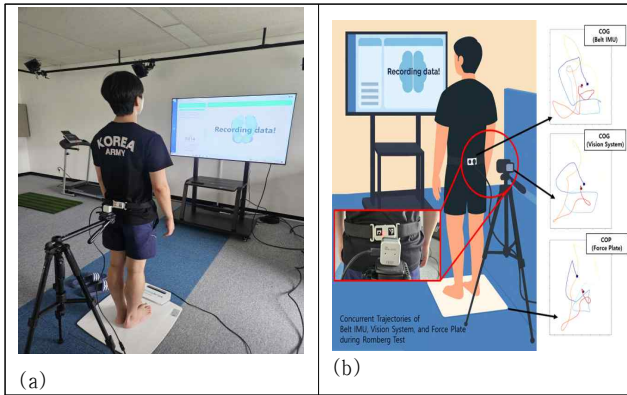 KOREA
ARMY
Recording data!
(a)
Recording data!
COG
(Belt IMU)
COG
(Vision System)
COP
(Force Plate)
Concurrent Trajectories of
Belt IMU, Vision System, and Force Plate
during Romberg Test
(b)